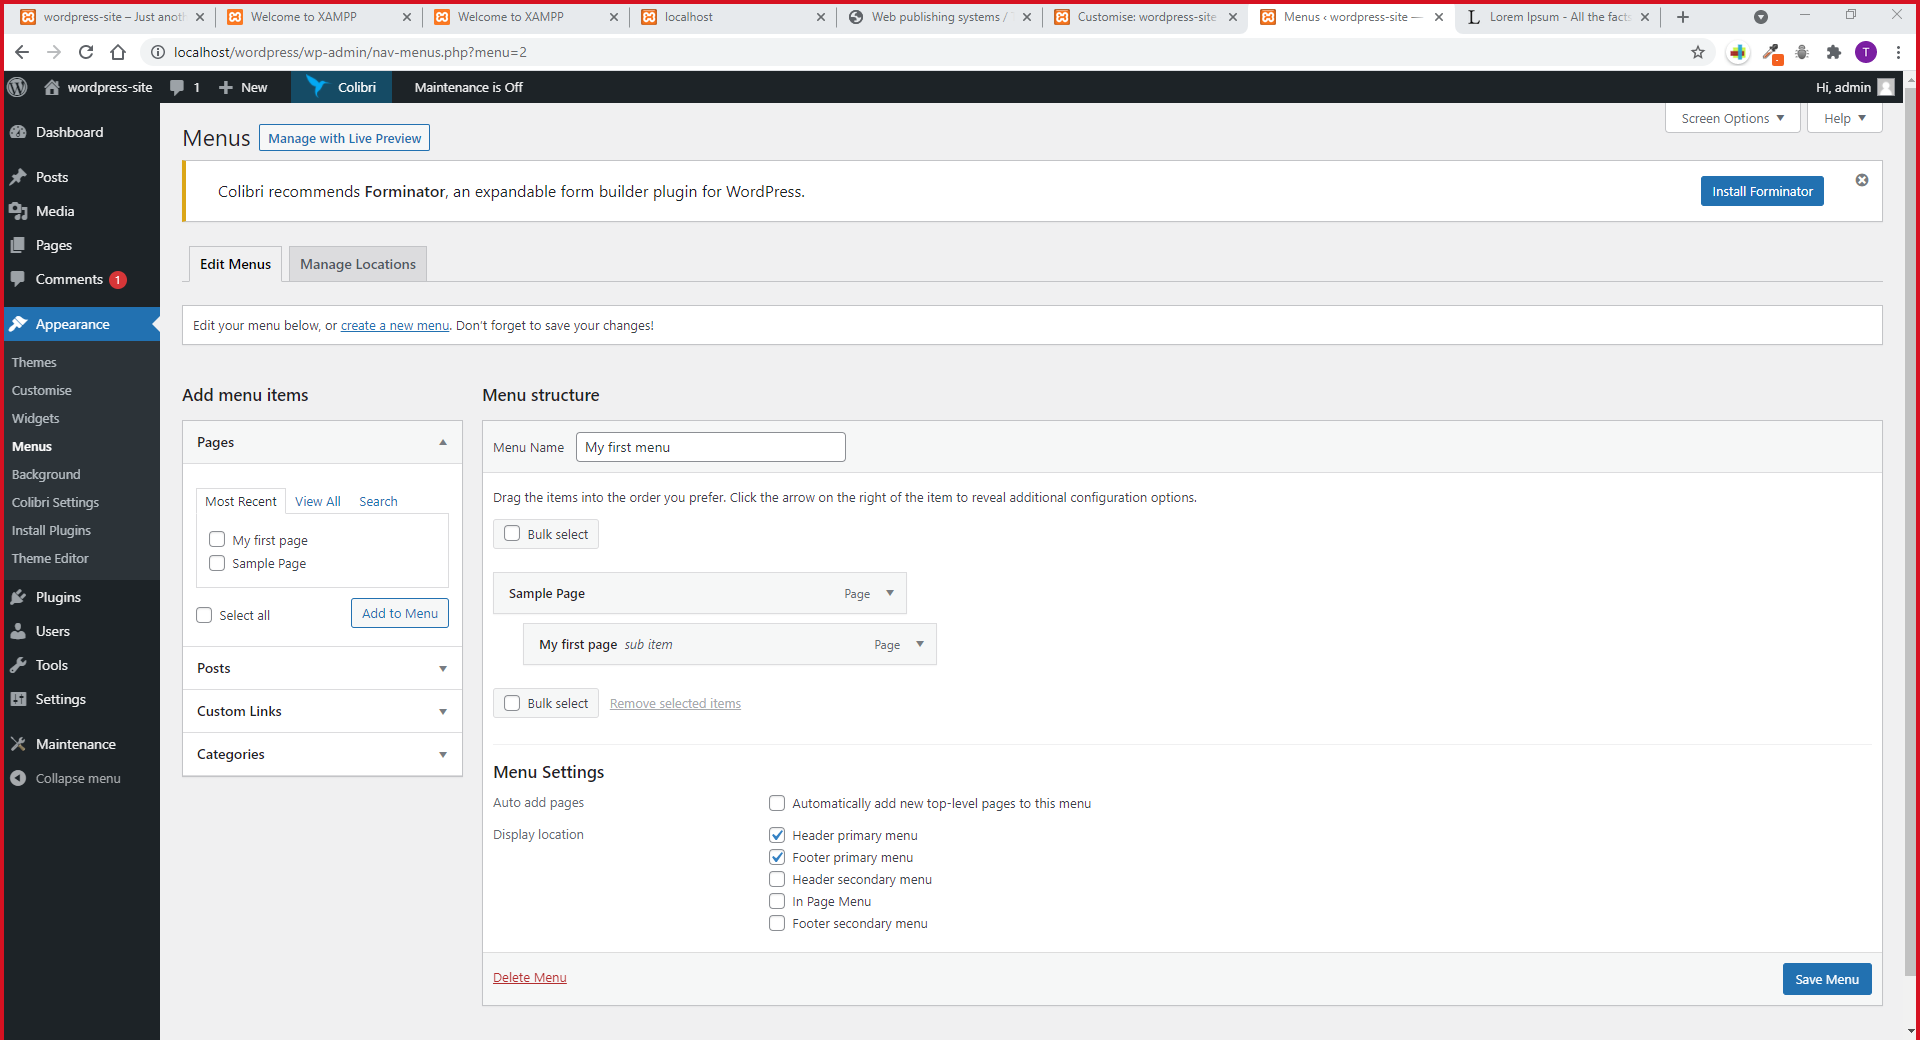 wordpress-site – Just anot
Welcome to XAMPP
Welcome to XAMPP
localhost
Web publishing systems /
Customise: wordpress-site
Menus ‹ wordpress-site —
Lorem Ipsum - All the facts
localhost/wordpress/wp-admin/nav-menus.php?menu=2
T
wordpress-site
1
New
Colibri
Maintenance is Off
Hi, admin
Dashboard
Posts
Media
Pages
Comments 1
Appearance
Themes
Customise
Widgets
Menus
Background
Colibri Settings
Install Plugins
Theme Editor
Plugins
Users
Tools
Settings
Maintenance
Collapse menu
Screen Options
Help
Menus
Manage with Live Preview
Colibri recommends Forminator, an expandable form builder plugin for WordPress.
Install Forminator
Edit Menus
Manage Locations
Edit your menu below, or create a new menu. Don't forget to save your changes!
Add menu items
Pages
Most Recent
View All
Search
My first page
Sample Page
Select all
Add to Menu
Posts
Custom Links
Categories
Menu structure
Menu Name
My first menu
Drag the items into the order you prefer. Click the arrow on the right of the item to reveal additional configuration options.
Bulk select
Sample Page
Page
My first page sub item
Page
Bulk select
Remove selected items
Menu Settings
Auto add pages
Automatically add new top-level pages to this menu
Display location
Header primary menu
Footer primary menu
Header secondary menu
In Page Menu
Footer secondary menu
Delete Menu
Save Menu